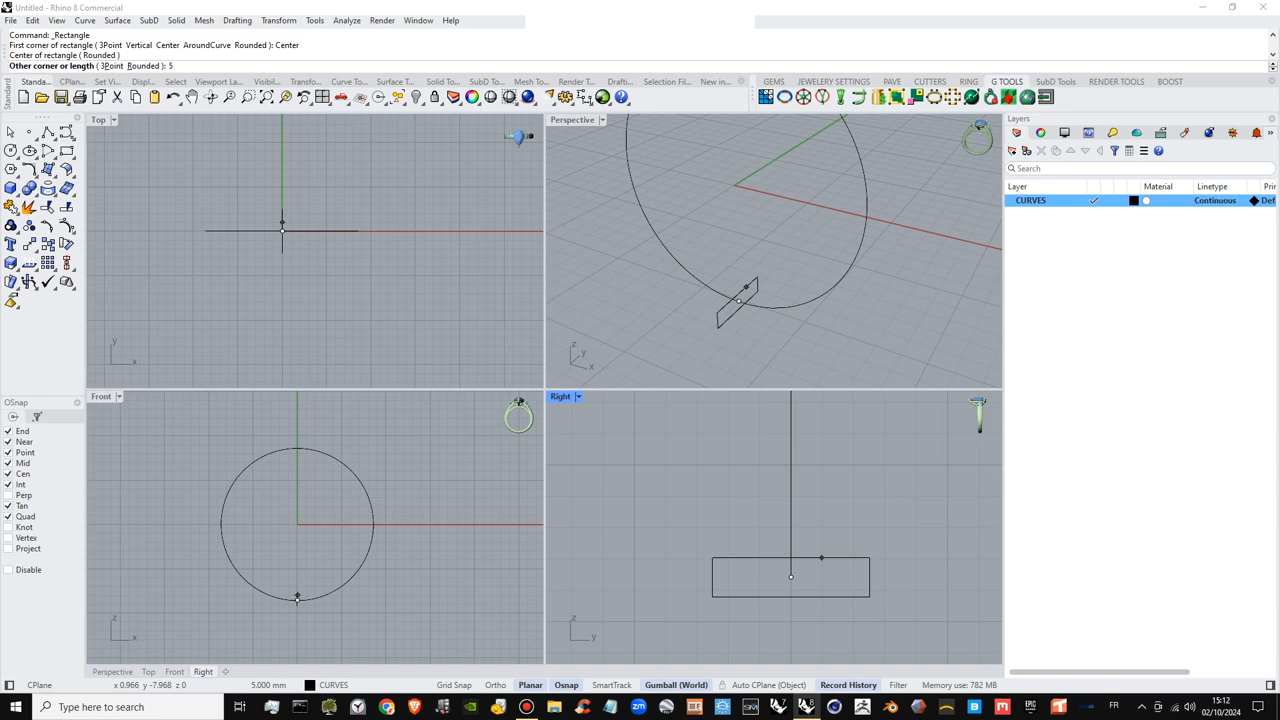 Untitled - Rhino 8 Commercial
File Edit View Curve Surface SubD Solid Mesh Drafting Transform Tools Analyze Render Window Help
Command: _Rectangle
First corner of rectangle ( 3Point Vertical Center AroundCurve Rounded ): Center
Center of rectangle ( Rounded )
Other corner or length ( 3Point Rounded ): 5
Standa... CPlan... Set Vi... Displ... Select Viewport La... Visibil... Transfo... Curve To... Surface T... Solid To... SubD To... Mesh To... Render T... Drafti... Selection Fil... New in... GEMS JEWELERY SETTINGS PAVE CUTTERS RING G TOOLS SubD Tools RENDER TOOLS BOOST
Standard
Top
Perspective
Layers
Search
Layer Material Linetype Pri
CURVES Continuous Def
y
x
z
y
x
OSnap
End
Near
Point
Mid
Cen
Int
Perp
Tan
Quad
Knot
Vertex
Project
Disable
Front
Right
z
x
z
y
Perspective Top Front Right
CPlane x 0.966 y -7.968 z 0 5.000 mm CURVES Grid Snap Ortho Planar Osnap SmartTrack Gumball (World) Auto CPlane (Object) Record History Filter Memory use: 782 MB
Type here to search
FR
15:12
02/10/2024